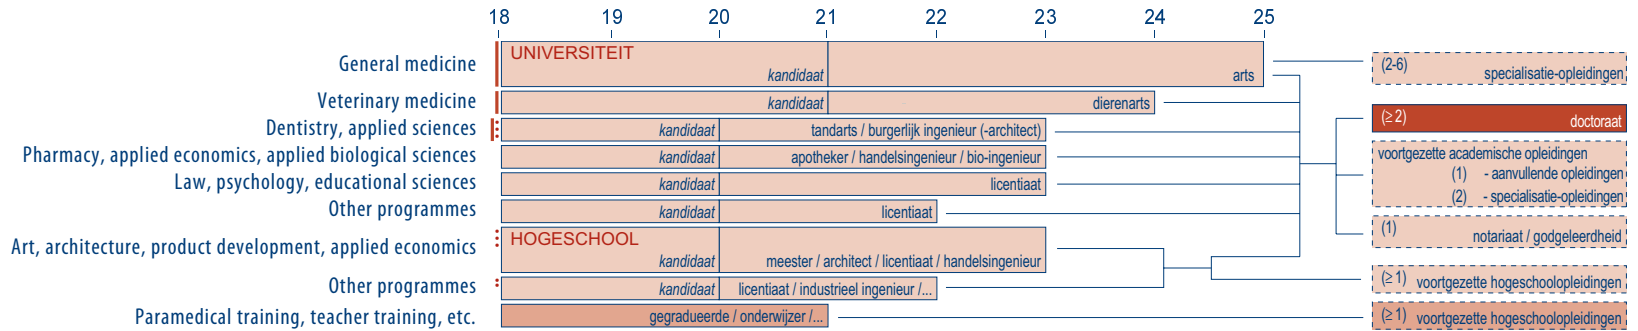 18 19 20 21 22 23 24 25
General medicine
UNIVERSITEIT
kandidaat
arts
(2-6)
specialisatie-opleidingen
Veterinary medicine
kandidaat
dierenarts
Dentistry, applied sciences
kandidaat
tandarts / burgerlijk ingenieur (-architect)
(≥ 2)
doctoraat
Pharmacy, applied economics, applied biological sciences
kandidaat
apotheker / handelsingenieur / bio-ingenieur
voortgezette academische opleidingen
(1) - aanvullende opleidingen
(2) - specialisatie-opleidingen
Law, psychology, educational sciences
kandidaat
licentiaat
Other programmes
kandidaat
licentiaat
(1)
notariaat / godgeleerdheid
Art, architecture, product development, applied economics
HOGESCHOOL
kandidaat
meester / architect / licentiaat / handelsingenieur
Other programmes
kandidaat
licentiaat / industrieel ingenieur /...
(≥ 1)
voortgezette hogeschoolopleidingen
Paramedical training, teacher training, etc.
gegradueerde / onderwijzer /...
(≥ 1)
voortgezette hogeschoolopleidingen